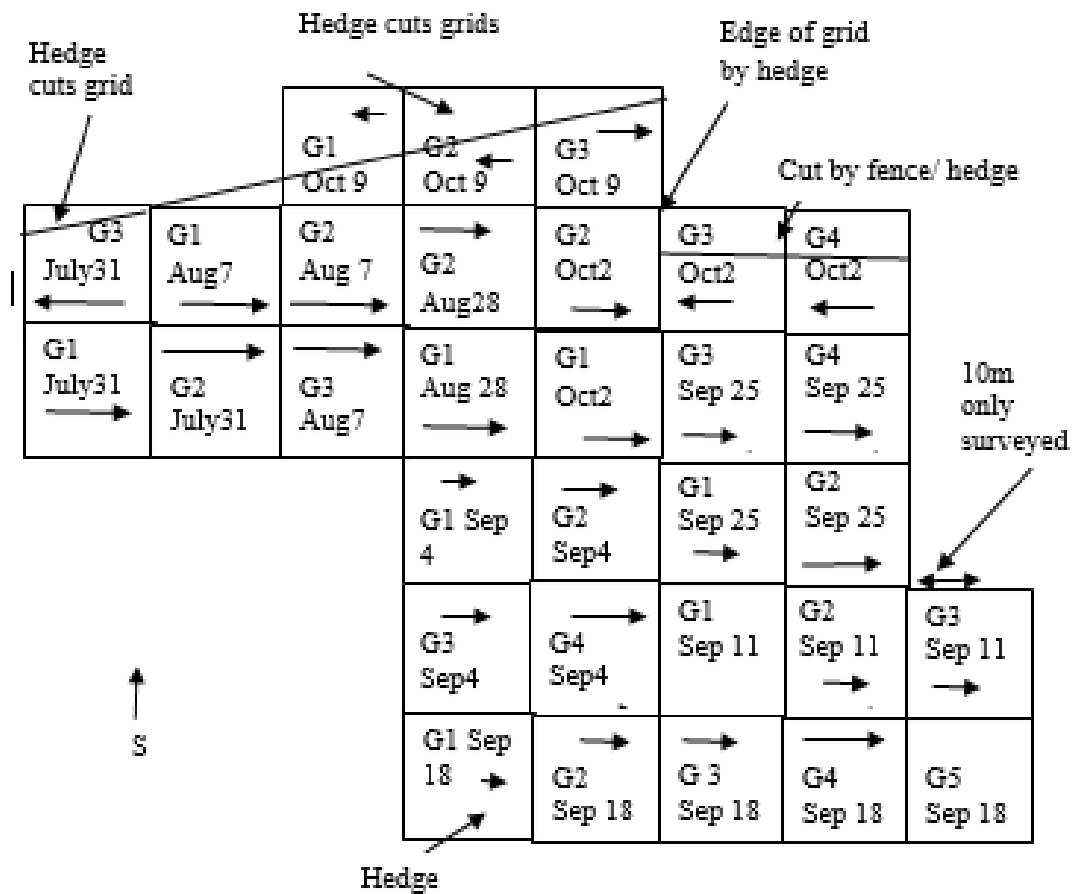 Hedge cuts grids
Hedge
cuts grid
Edge of grid
by hedge
Cut by fence/ hedge
G1
Oct 9
G2
Oct 9
G3
Oct 9
G3
July31
G1
Aug7
G2
Aug 7
G2
Aug28
G2
Oct2
G3
Oct2
G4
Oct2
G1
July31
G2
July31
G3
Aug7
G1
Aug 28
G1
Oct2
G3
Sep 25
G4
Sep 25
10m
only
surveyed
G1 Sep
4
G2
Sep4
G1
Sep 25
G2
Sep 25
G3
Sep4
G4
Sep4
G1
Sep 11
G2
Sep 11
G3
Sep 11
S
G1 Sep
18
G2
Sep 18
G 3
Sep 18
G4
Sep 18
G5
Sep 18
Hedge